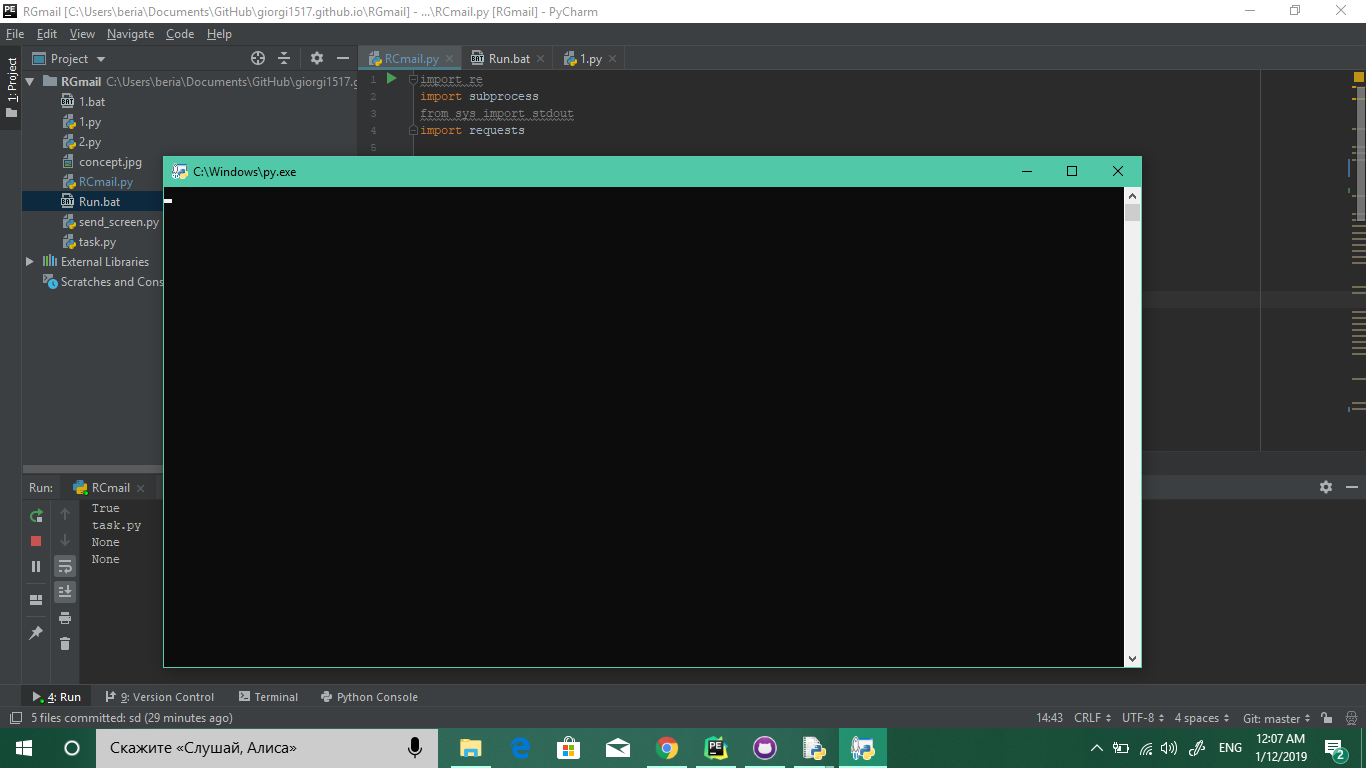 RGmail [C:\Users\beria\Documents\GitHub\giorgi1517.github.io\RGmail] - ...\RCmail.py [RGmail] - PyCharm
File Edit View Navigate Code Help
1: Project
Project
RCmail.py
Run.bat
1.py
RGmail C:\Users\beria\Documents\GitHub\giorgi1517.g
1.bat
1.py
2.py
concept.jpg
RCmail.py
Run.bat
send_screen.py
task.py
External Libraries
Scratches and Cons
1 import re
2 import subprocess
3 from sys import stdout
4 import requests
5
C:\Windows\py.exe
Run: RCmail
True
task.py
None
None
4: Run 9: Version Control Terminal Python Console
5 files committed: sd (29 minutes ago)
14:43 CRLF UTF-8 4 spaces Git: master
Скажите «Слушай, Алиса»
ENG
12:07 AM
1/12/2019
2